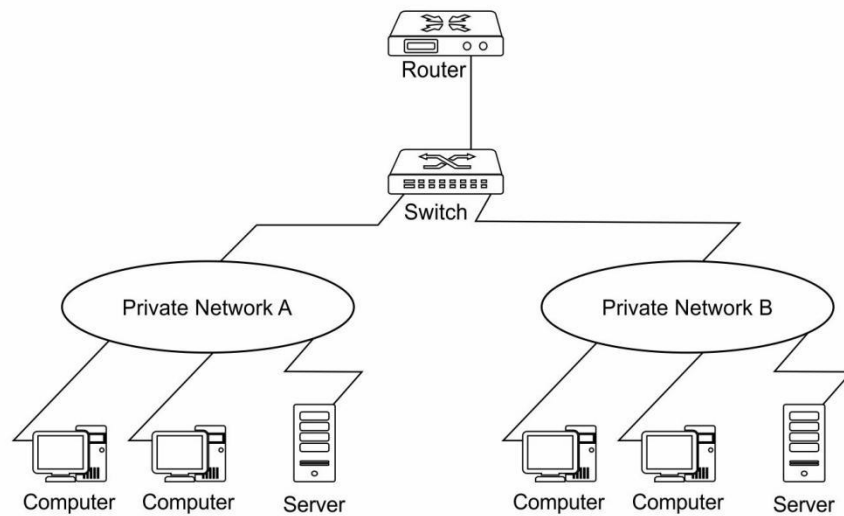 Router
Switch
Private Network A
Private Network B
Computer
Computer
Server
Computer
Computer
Server